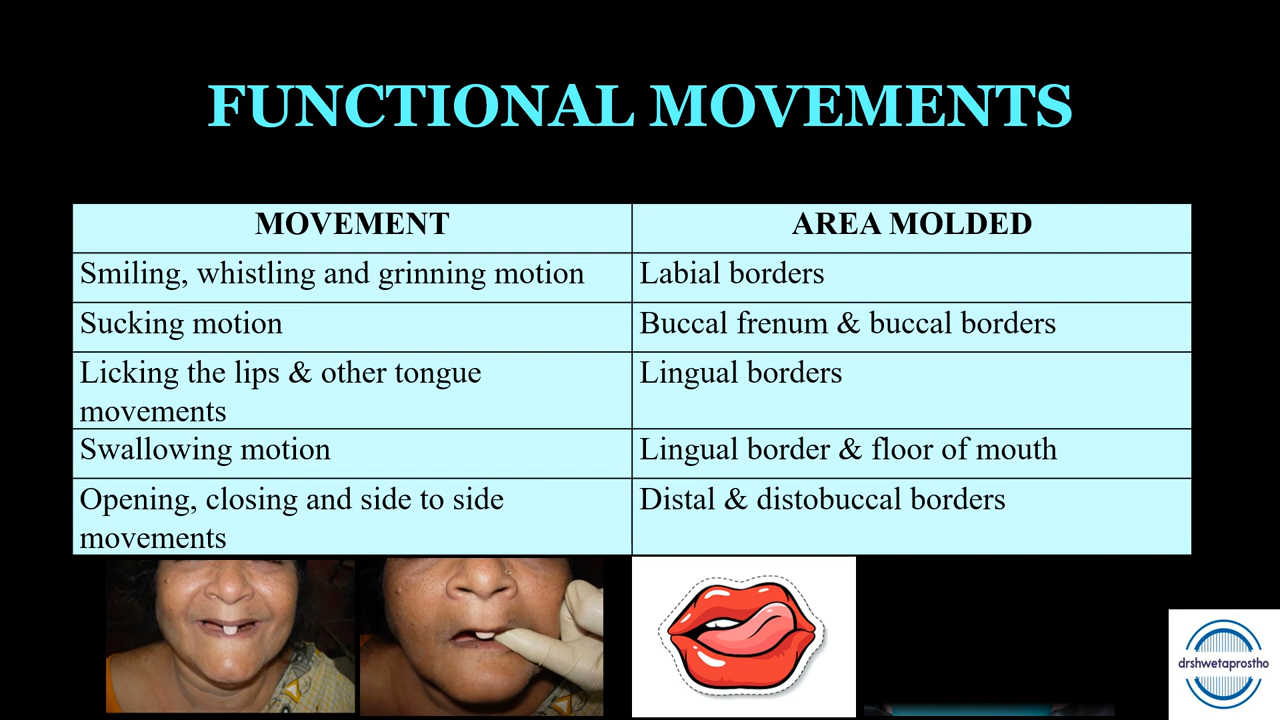 FUNCTIONAL MOVEMENTS
MOVEMENT
AREA MOLDED
Smiling, whistling and grinning motion
Labial borders
Sucking motion
Buccal frenum & buccal borders
Licking the lips & other tongue
movements
Lingual borders
Swallowing motion
Lingual border & floor of mouth
Opening, closing and side to side
movements
Distal & distobuccal borders
drshwetaprostho